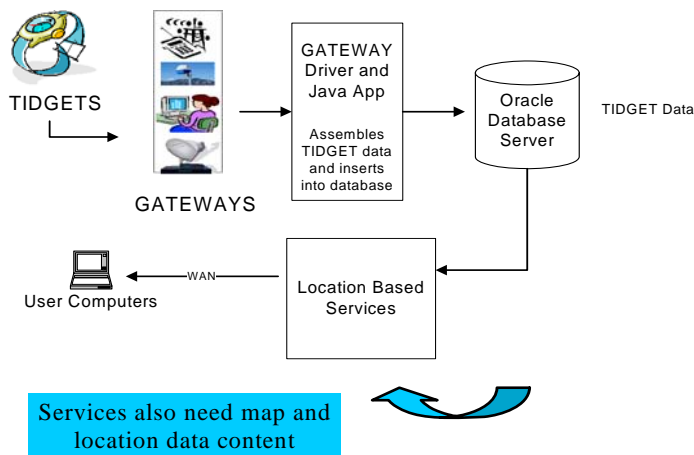 TIDGETS
GATEWAYS
GATEWAY
Driver and
Java App
Assembles
TIDGET data
and inserts
into database
Oracle
Database
Server
TIDGET Data
User Computers
WAN
Location Based
Services
Services also need map and
location data content